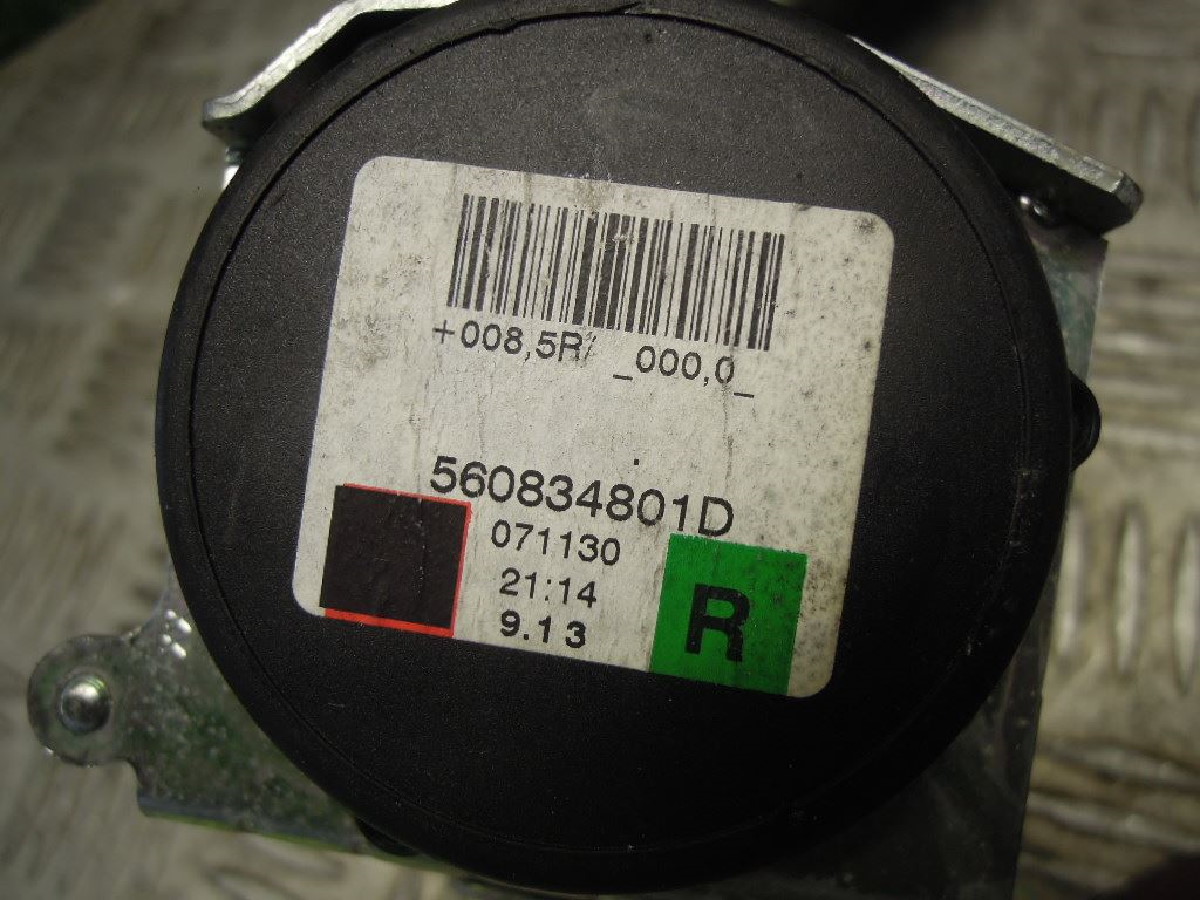 +008,5R/ _000,0_
560834801D
071130
21:14
9.13
R